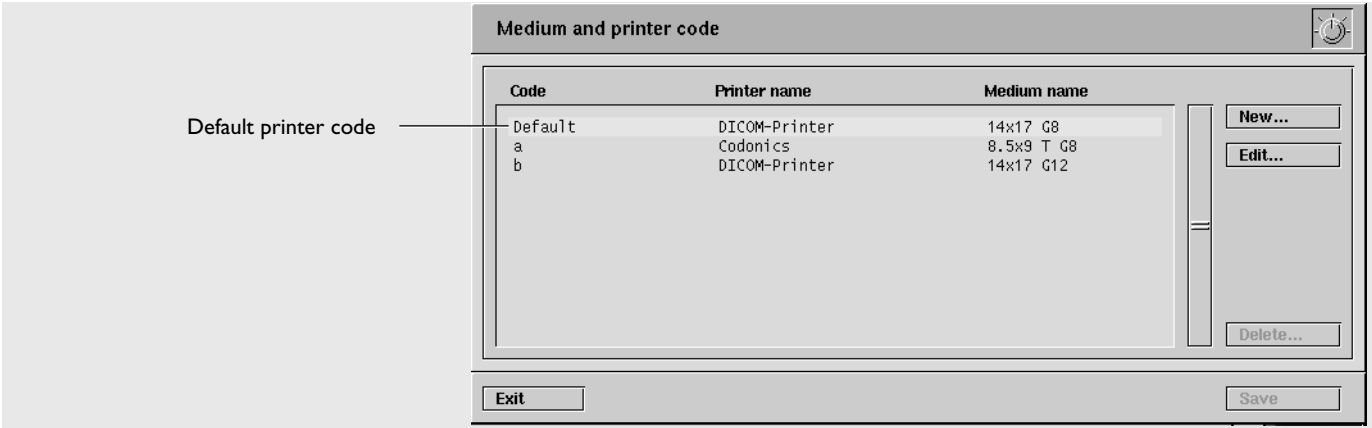 Medium and printer code
Code Printer name Medium name
Default printer code
Default DICOM-Printer 14x17 G8
a Codonics 8.5x9 T G8
b DICOM-Printer 14x17 G12
New...
Edit...
Delete...
Exit
Save